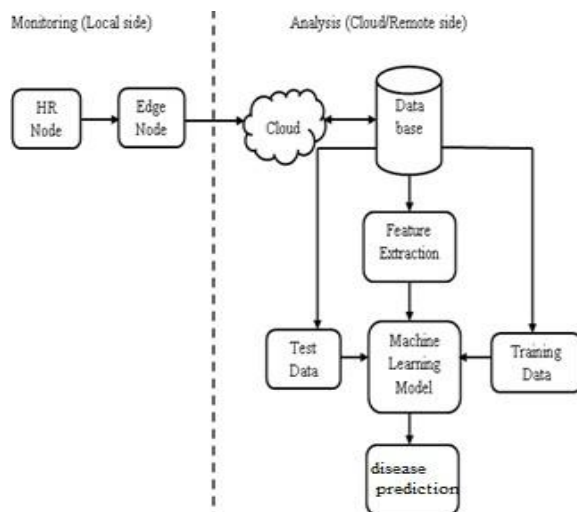 Monitoring (Local side)
Analysis (Cloud/Remote side)
HR
Node
Edge
Node
Cloud
Data
base
Feature
Extraction
Test
Data
Machine
Learning
Model
Training
Data
disease
prediction